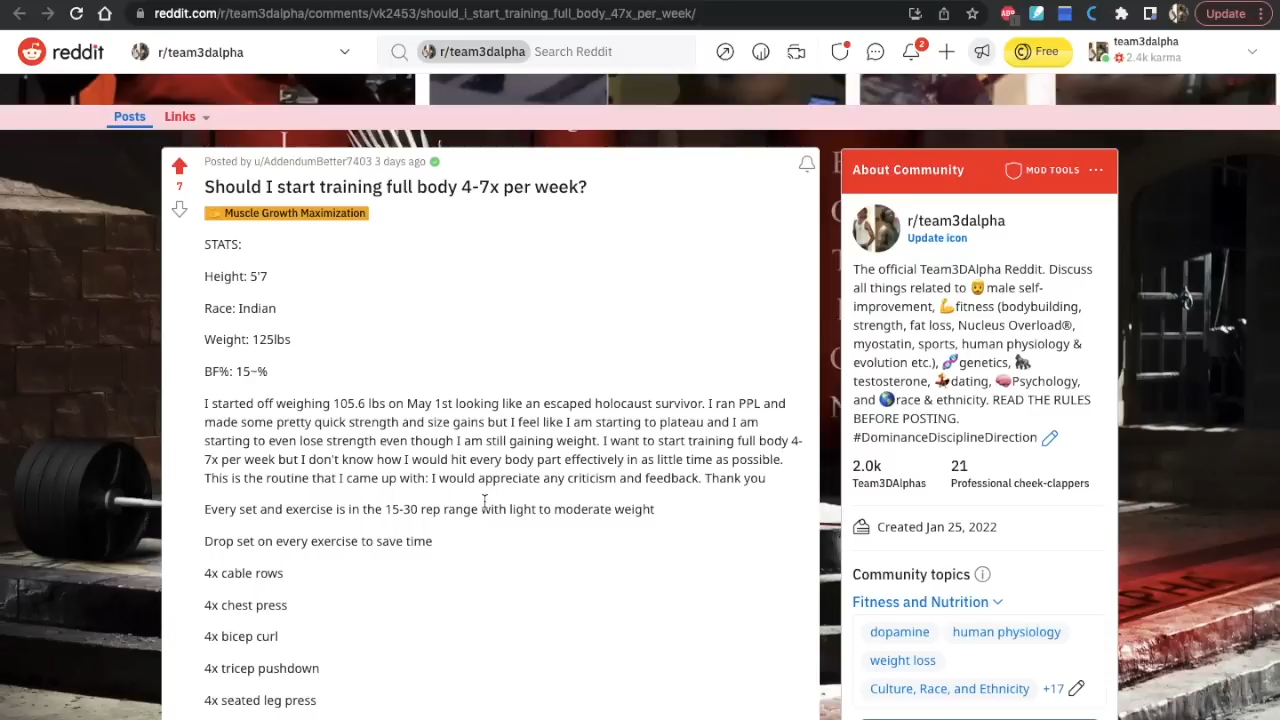 reddit.com/r/team3dalpha/comments/vk2453/should_i_start_training_full_body_47x_per_week/
ABP
Update
reddit
r/team3dalpha
r/team3dalpha Search Reddit
2
Free
team3dalpha
2.4k karma
Posts
Links
Posted by u/AddendumBetter7403 3 days ago
7
Should I start training full body 4-7x per week?
Muscle Growth Maximization
STATS:
Height: 5'7
Race: Indian
Weight: 125lbs
BF%: 15~%
I started off weighing 105.6 lbs on May 1st looking like an escaped holocaust survivor. I ran PPL and
made some pretty quick strength and size gains but I feel like I am starting to plateau and I am
starting to even lose strength even though I am still gaining weight. I want to start training full body 4-
7x per week but I don't know how I would hit every body part effectively in as little time as possible.
This is the routine that I came up with: I would appreciate any criticism and feedback. Thank you
Every set and exercise is in the 15-30 rep range with light to moderate weight
Drop set on every exercise to save time
4x cable rows
4x chest press
4x bicep curl
4x tricep pushdown
4x seated leg press
About Community
MOD TOOLS
r/team3dalpha
Update icon
The official Team3DAlpha Reddit. Discuss
all things related to 🧔male self-
improvement, 💪fitness (bodybuilding,
strength, fat loss, Nucleus Overload®,
myostatin, sports, human physiology &
evolution etc.), 🧬genetics, 🦍
testosterone, 💃dating, 🧠Psychology,
and 🌎race & ethnicity. READ THE RULES
BEFORE POSTING.
#DominanceDisciplineDirection
2.0k 21
Team3DAlphas Professional cheek-clappers
Created Jan 25, 2022
Community topics
Fitness and Nutrition
dopamine human physiology
weight loss
Culture, Race, and Ethnicity +17